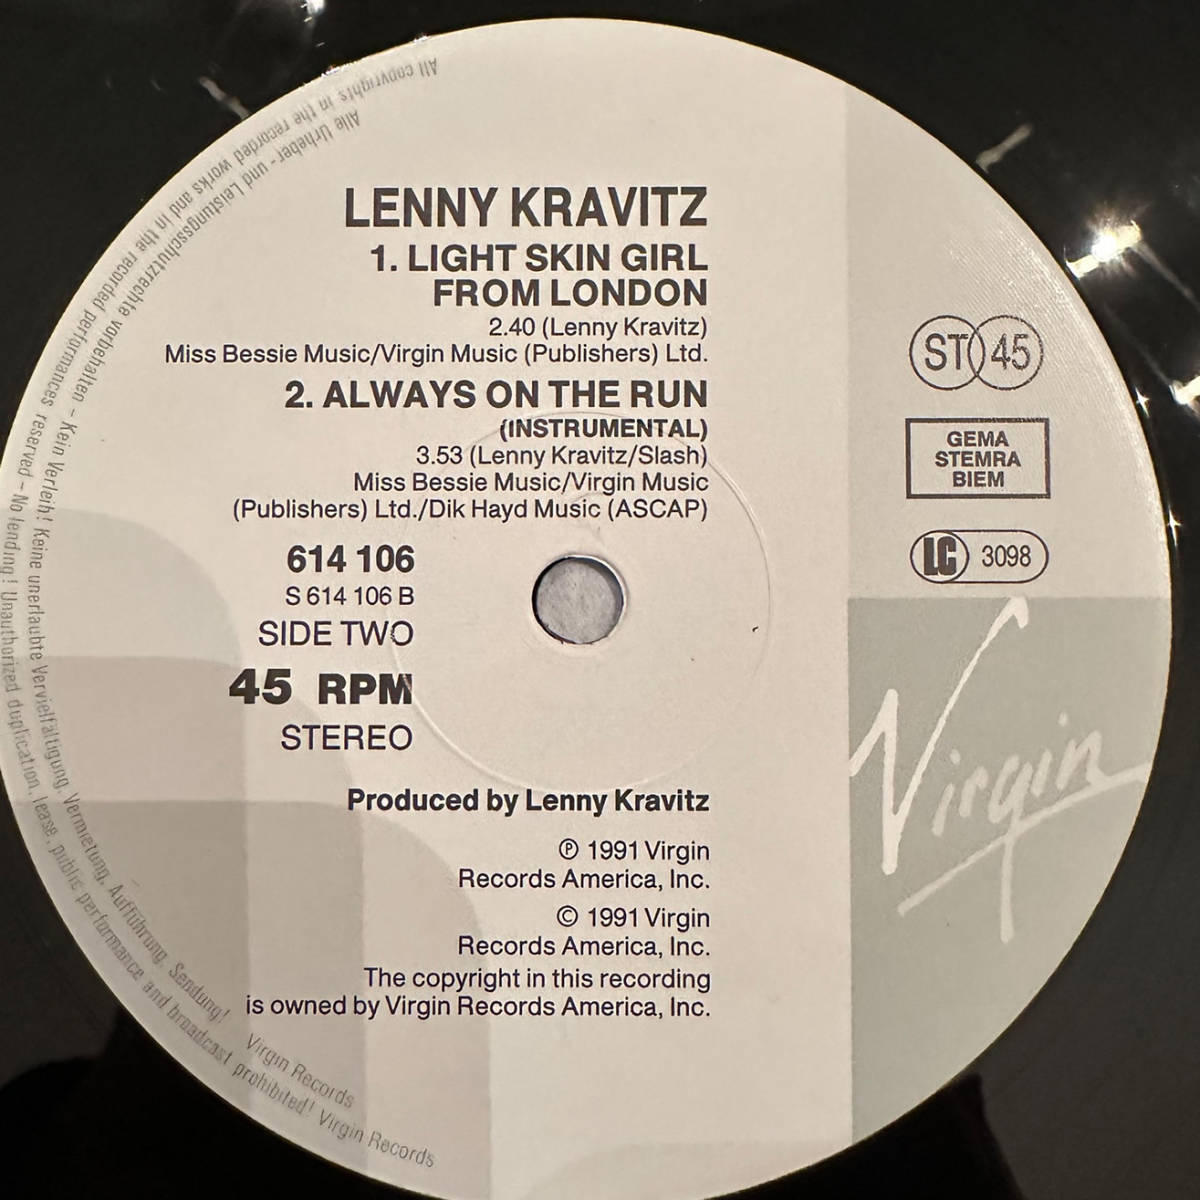 LENNY KRAVITZ
1. LIGHT SKIN GIRL
FROM LONDON
2.40 (Lenny Kravitz)
Miss Bessie Music/Virgin Music (Publishers) Ltd.
2. ALWAYS ON THE RUN
(INSTRUMENTAL)
3.53 (Lenny Kravitz/Slash)
Miss Bessie Music/Virgin Music
(Publishers) Ltd./Dik Hayd Music (ASCAP)
614 106
S 614 106 B
SIDE TWO
45 RPM
STEREO
Produced by Lenny Kravitz
℗ 1991 Virgin
Records America, Inc.
© 1991 Virgin
Records America, Inc.
The copyright in this recording
is owned by Virgin Records America, Inc.
ST 45
GEMA
STEMRA
BIEM
LC 3098
Virgin
All copyrights in the recorded works and in the recorded performances reserved – No lending! Unauthorized duplication, lease, public performance and broadcast prohibited! Virgin Records
Alle Urheber- und Leistungsschutzrechte vorbehalten – Kein Verleih! Keine unerlaubte Vervielfältigung, Vermietung, Aufführung, Sendung! Virgin Records